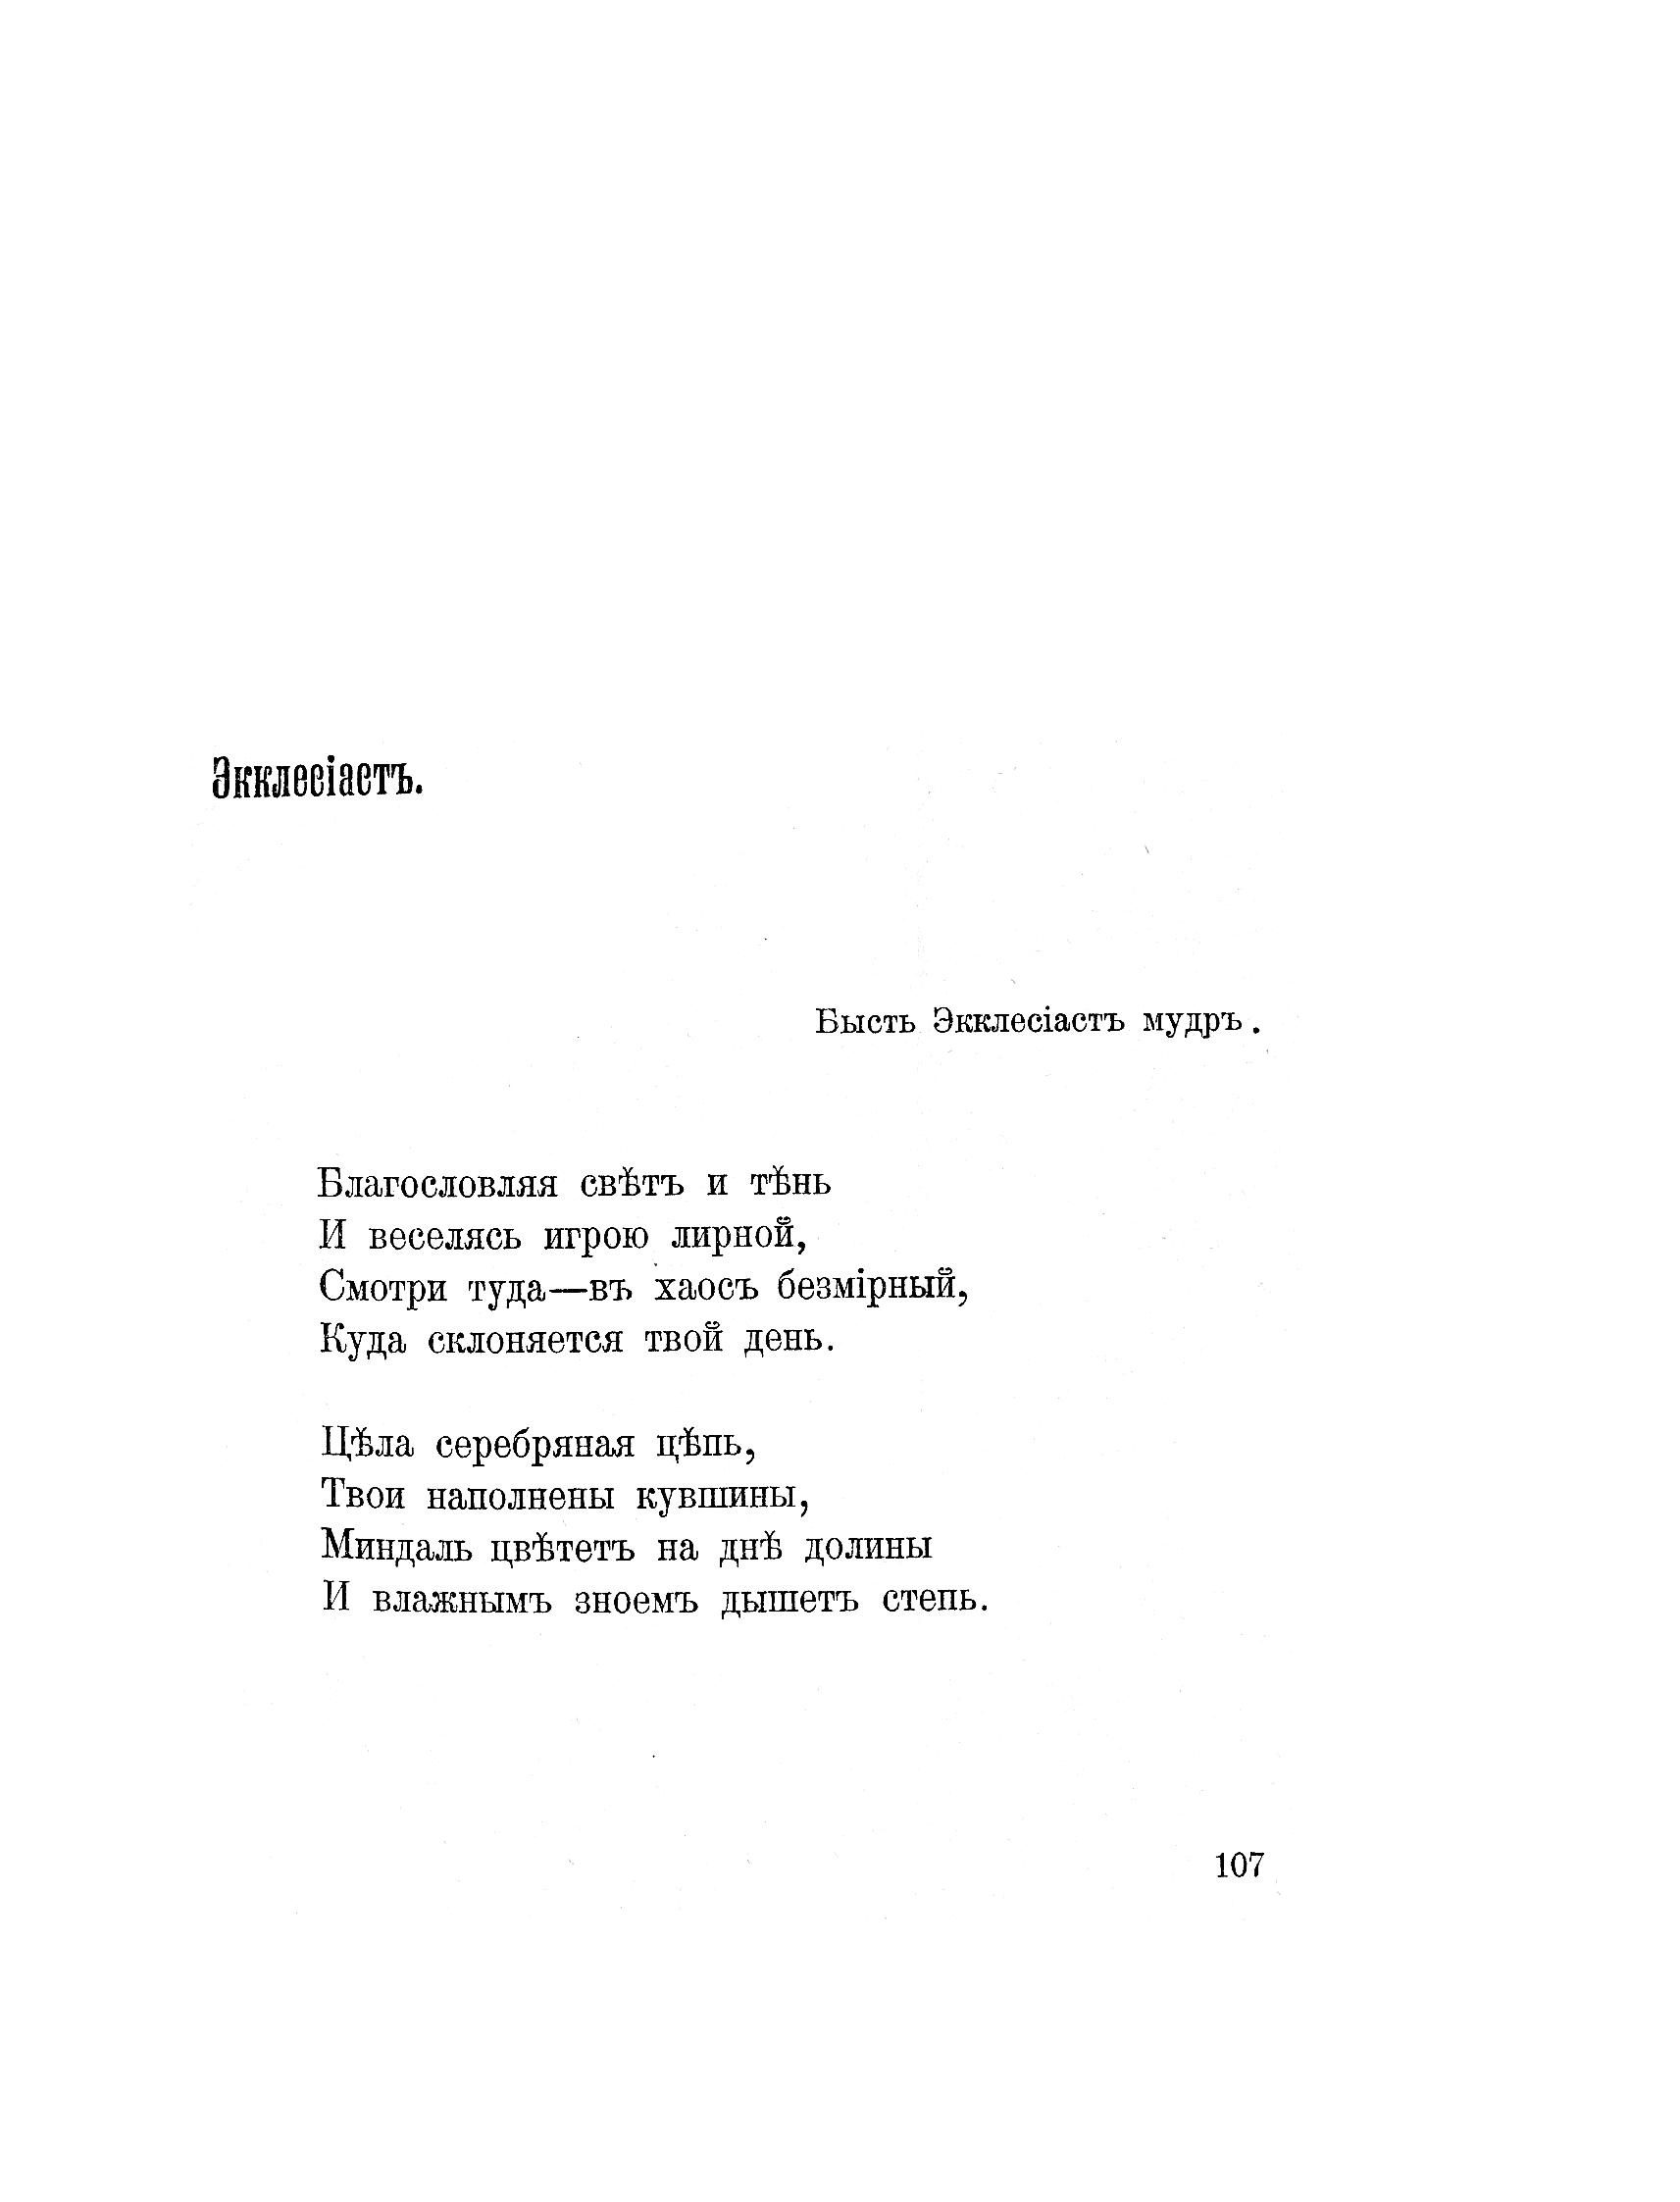 Экклесіастъ.
Бысть Экклесіастъ мудръ.
Благословляя свѣтъ и тѣнь
И веселясь игрою лирной,
Смотри туда—въ хаосъ безмірный,
Куда склоняется твой день.
Цѣла серебряная цѣпь,
Твои наполнены кувшины,
Миндаль цвѣтетъ на днѣ долины
И влажнымъ зноемъ дышетъ степь.
107